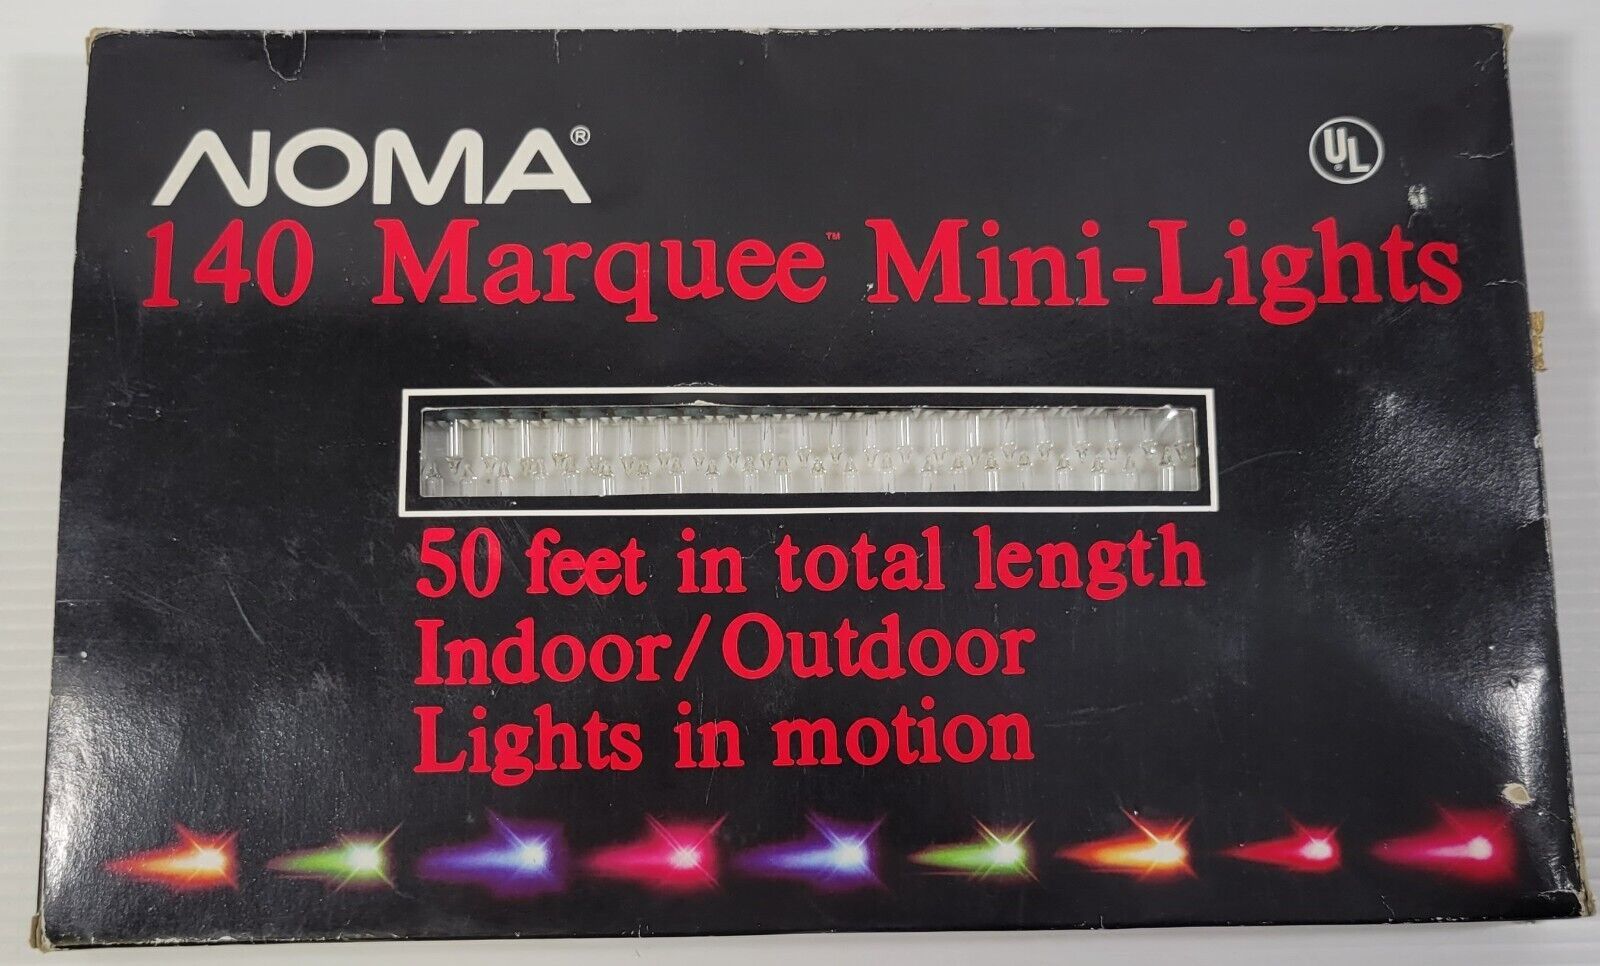 NOMA®
UL®
140 Marquee™ Mini-Lights
50 feet in total length
Indoor/Outdoor
Lights in motion